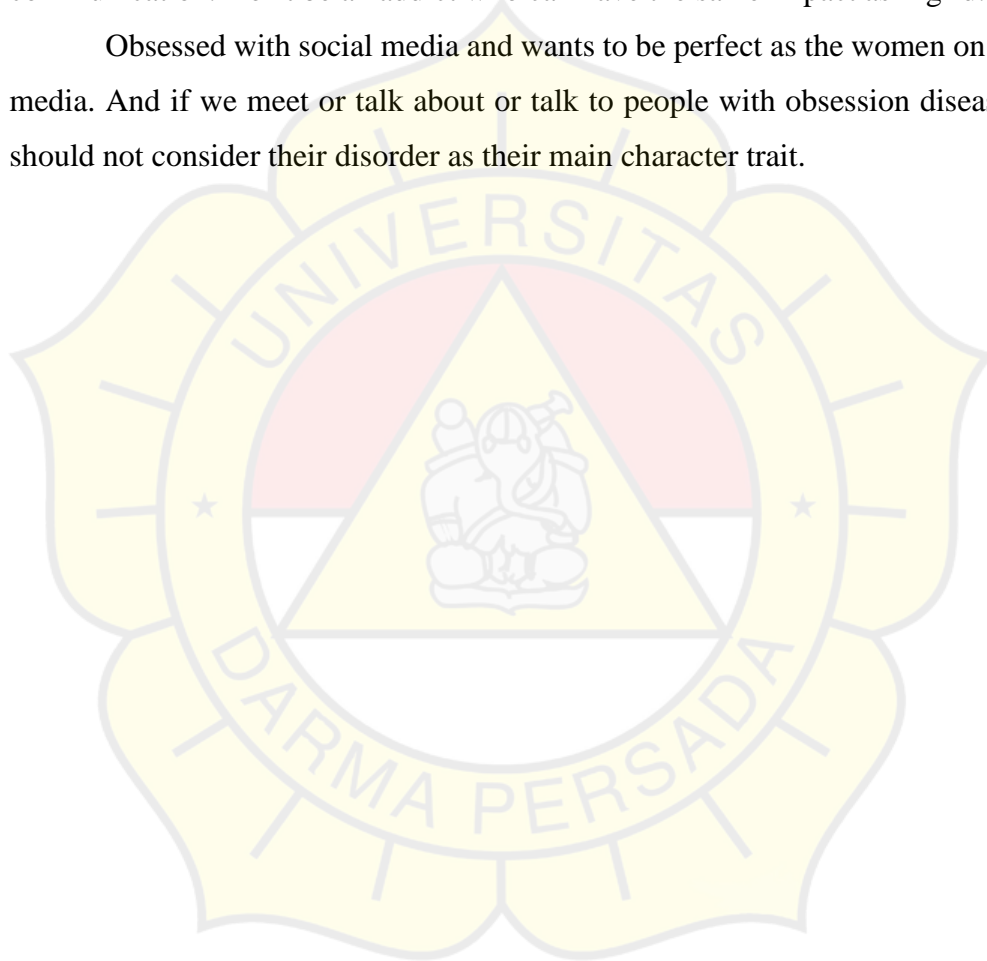 Obsessed with social media and wants to be perfect as the women on
media. And if we meet or talk about or talk to people with obsession
should not consider their disorder as their main character trait.
UNIVERSITAS
DARMA PERSADA